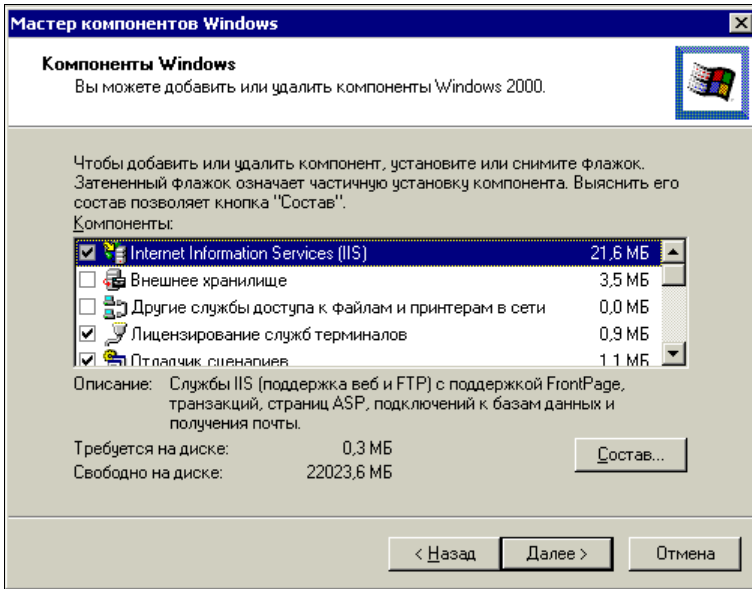 Мастер компонентов Windows
Компоненты Windows
Вы можете добавить или удалить компоненты Windows 2000.
Чтобы добавить или удалить компонент, установите или снимите флажок.
Затененный флажок означает частичную установку компонента. Выяснить его
состав позволяет кнопка "Состав".
Компоненты:
Internet Information Services (IIS) 21,6 МБ
Внешнее хранилище 3,5 МБ
Другие службы доступа к файлам и принтерам в сети 0,0 МБ
Лицензирование служб терминалов 0,9 МБ
Отладчик сценариев 1,1 МБ
Описание: Службы IIS (поддержка веб и FTP) с поддержкой FrontPage,
транзакций, страниц ASP, подключений к базам данных и
получения почты.
Требуется на диске: 0,3 МБ
Свободно на диске: 22023,6 МБ
Состав...
< Назад Далее > Отмена